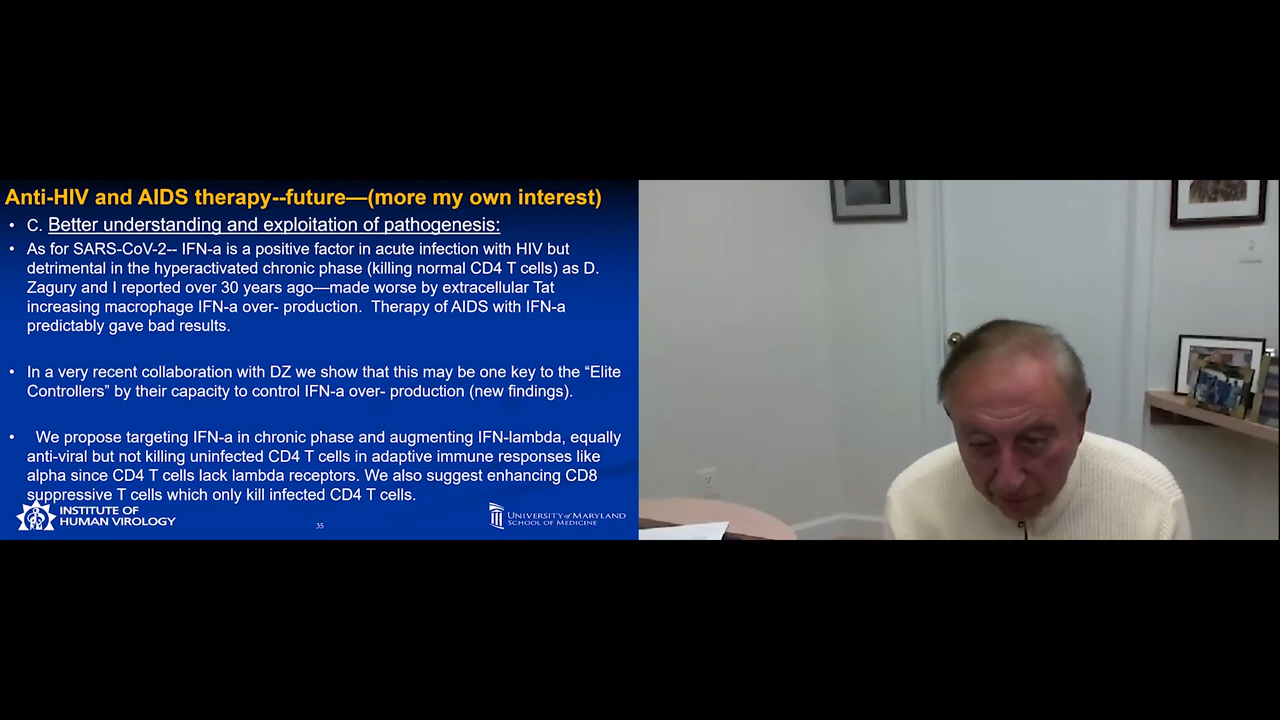 Anti-HIV and AIDS therapy--future—(more my own interest)
• C. Better understanding and exploitation of pathogenesis:
• As for SARS-CoV-2-- IFN-a is a positive factor in acute infection with HIV but
detrimental in the hyperactivated chronic phase (killing normal CD4 T cells) as D.
Zagury and I reported over 30 years ago—made worse by extracellular Tat
increasing macrophage IFN-a over- production. Therapy of AIDS with IFN-a
predictably gave bad results.
• In a very recent collaboration with DZ we show that this may be one key to the “Elite
Controllers” by their capacity to control IFN-a over- production (new findings).
• We propose targeting IFN-a in chronic phase and augmenting IFN-lambda, equally
anti-viral but not killing uninfected CD4 T cells in adaptive immune responses like
alpha since CD4 T cells lack lambda receptors. We also suggest enhancing CD8
suppressive T cells which only kill infected CD4 T cells.
INSTITUTE OF
HUMAN VIROLOGY
35
UNIVERSITY of MARYLAND
SCHOOL OF MEDICINE